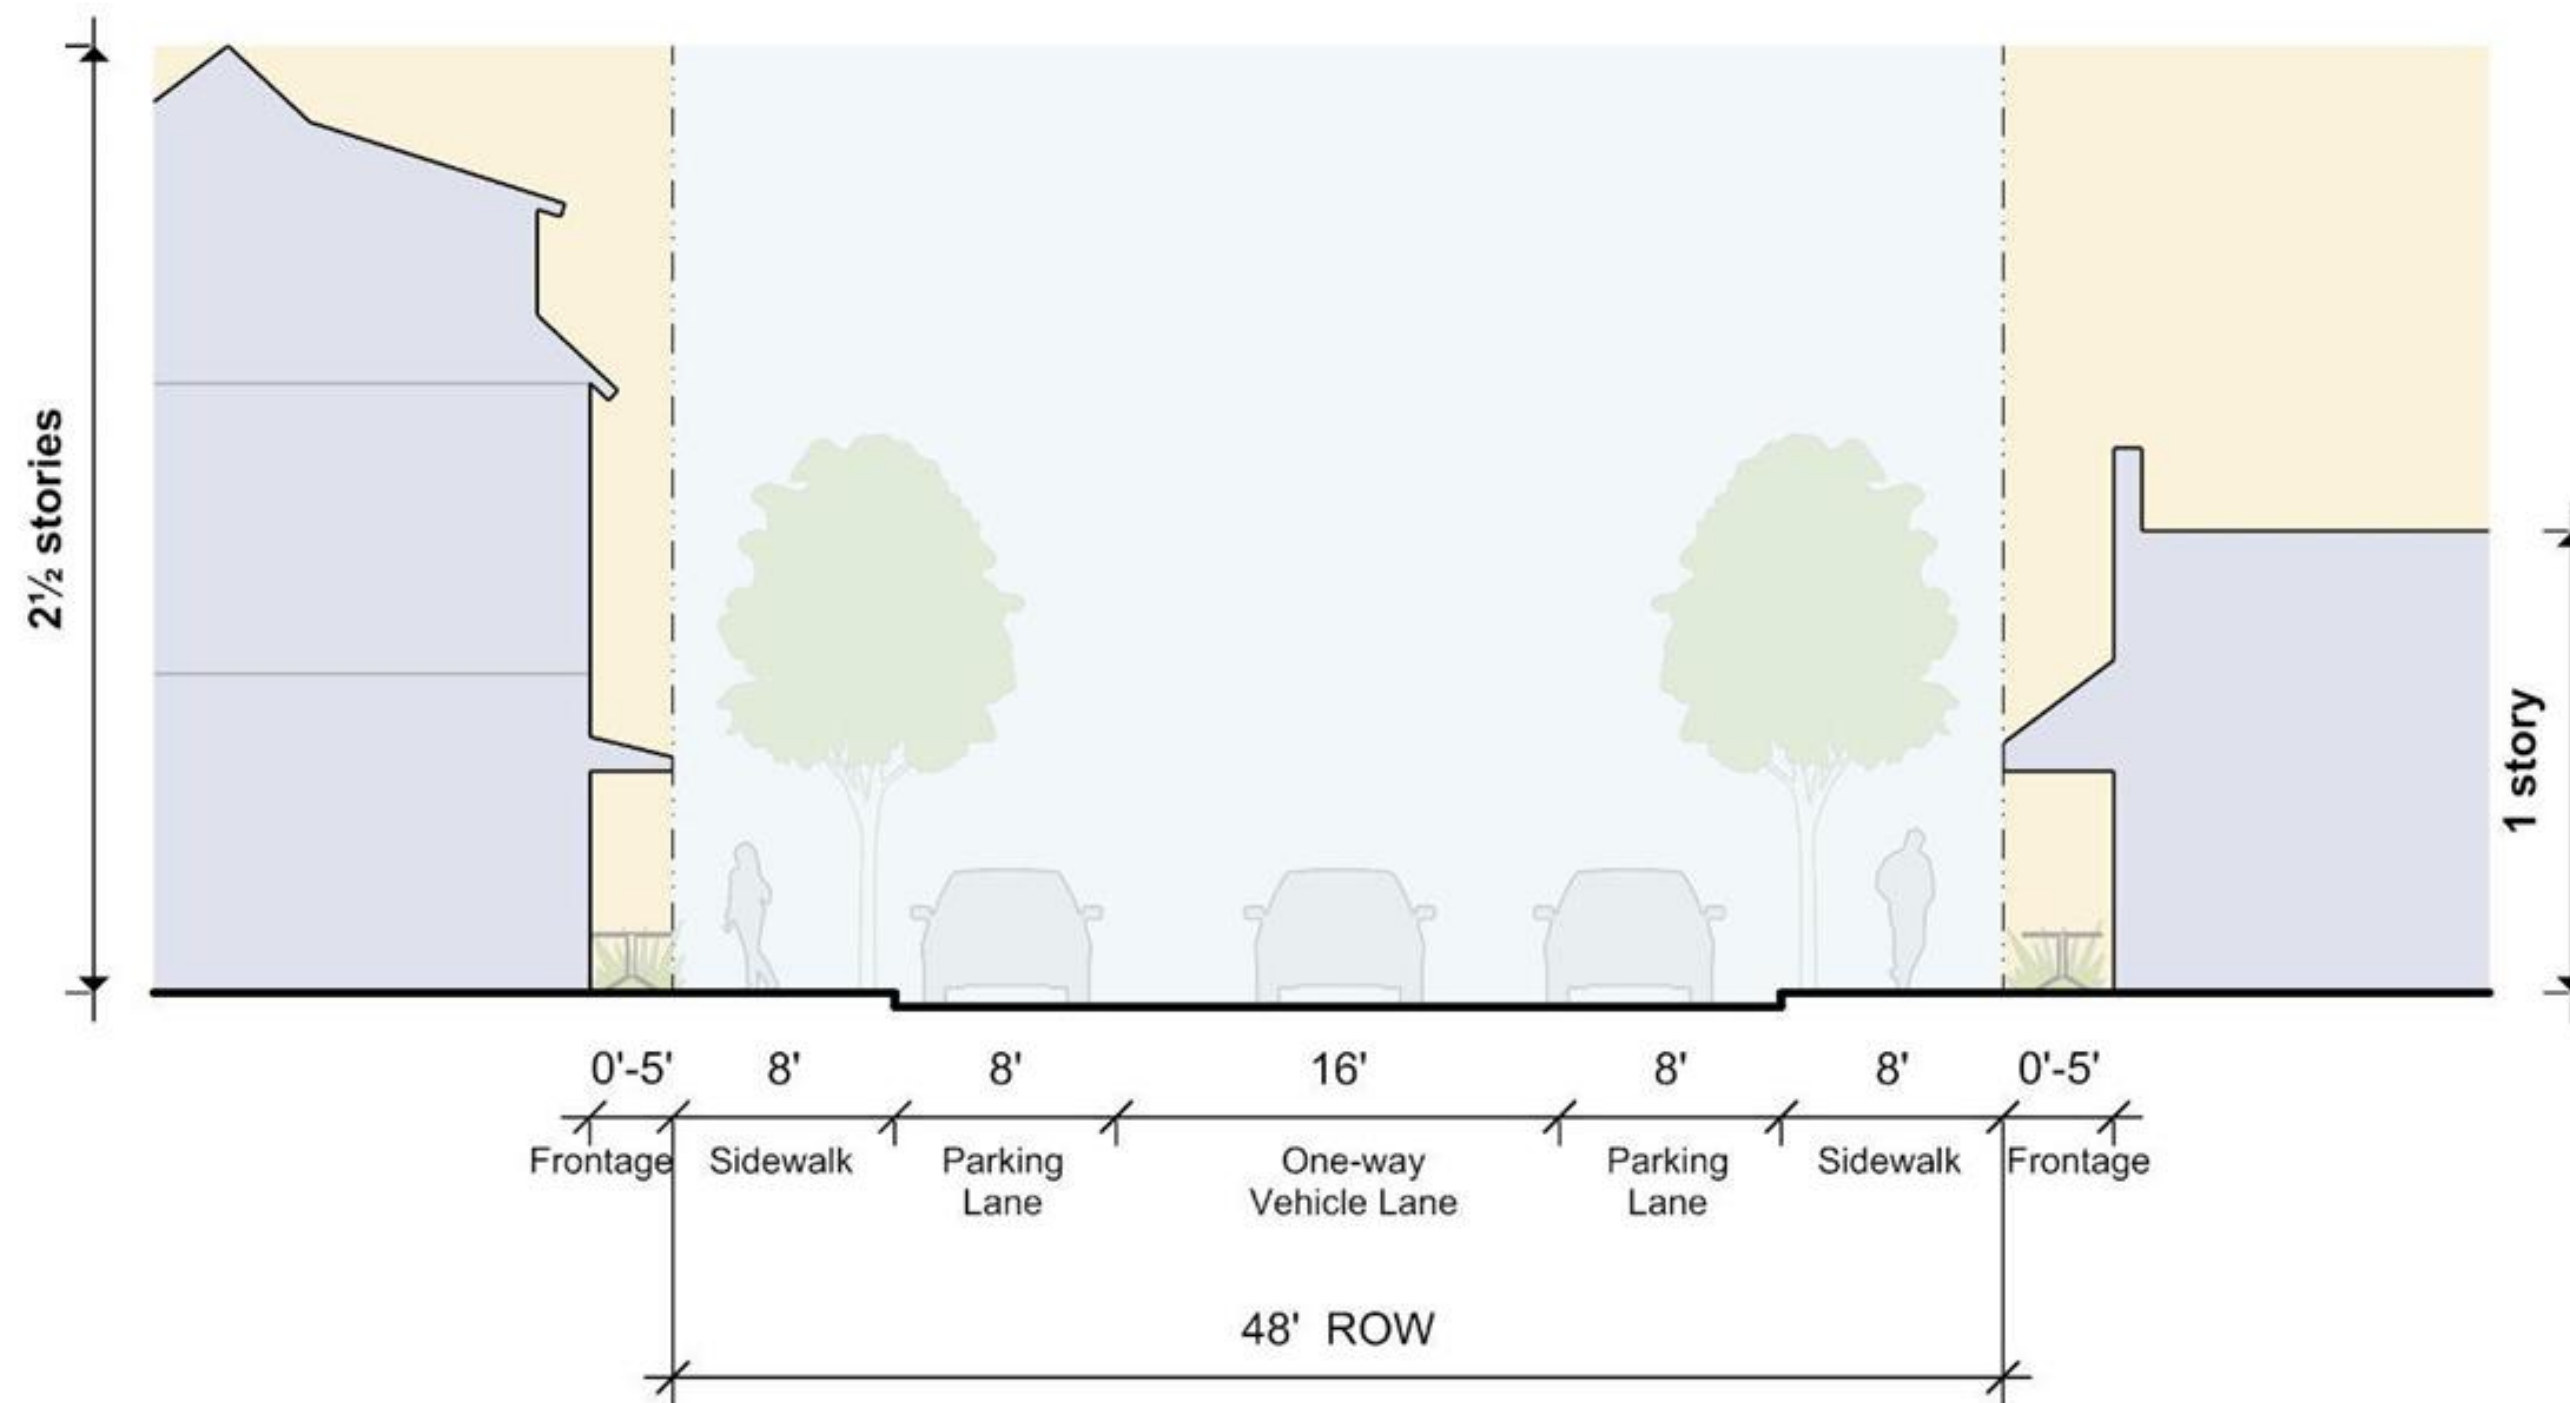 2½ stories
1 story
0'-5' 8' 8' 16' 8' 8' 0'-5'
Frontage Sidewalk Parking One-way Parking Sidewalk Frontage
Lane Vehicle Lane Lane
48' ROW